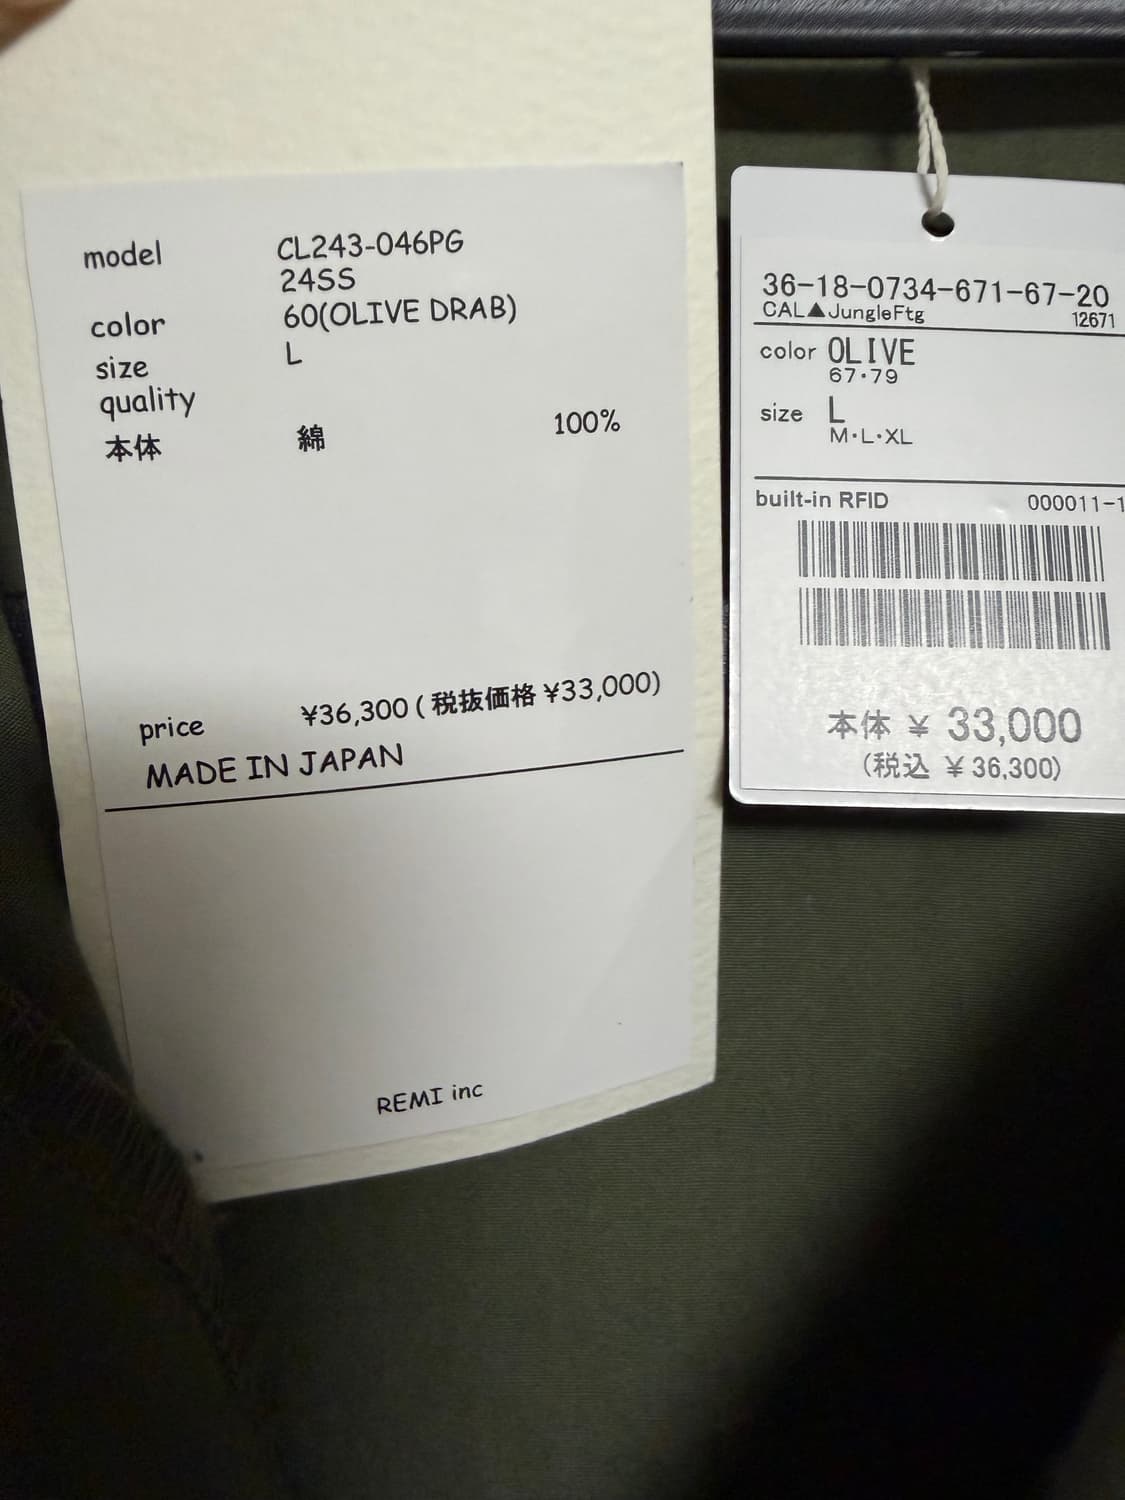 model CL243-046PG
24SS
color 60(OLIVE DRAB)
size L
quality
本体 綿 100%
price ¥36,300 ( 税抜価格 ¥33,000)
MADE IN JAPAN
REMI inc
36-18-0734-671-67-20
CAL▲JungleFtg 12671
color OLIVE
67・79
size L
M・L・XL
built-in RFID 000011-1
本体 ¥ 33,000
(税込 ¥ 36,300)